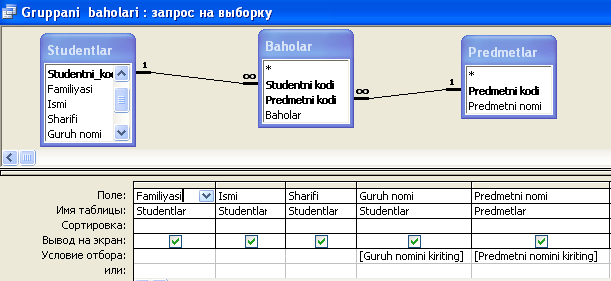 Gruppani baholari : запрос на выборку
Studentlar
Studentni_ko
Familiyasi
Ismi
Sharifi
Guruh nomi
1
∞
Baholar
*
Studentni kodi
Predmetni kodi
Baholar
∞
1
Predmetlar
*
Predmetni kodi
Predmetni nomi
Поле: Familiyasi Ismi Sharifi Guruh nomi Predmetni nomi
Имя таблицы: Studentlar Studentlar Studentlar Studentlar Predmetlar
Сортировка:
Вывод на экран:
Условие отбора: [Guruh nomini kiriting] [Predmetni nomini kiriting]
или: